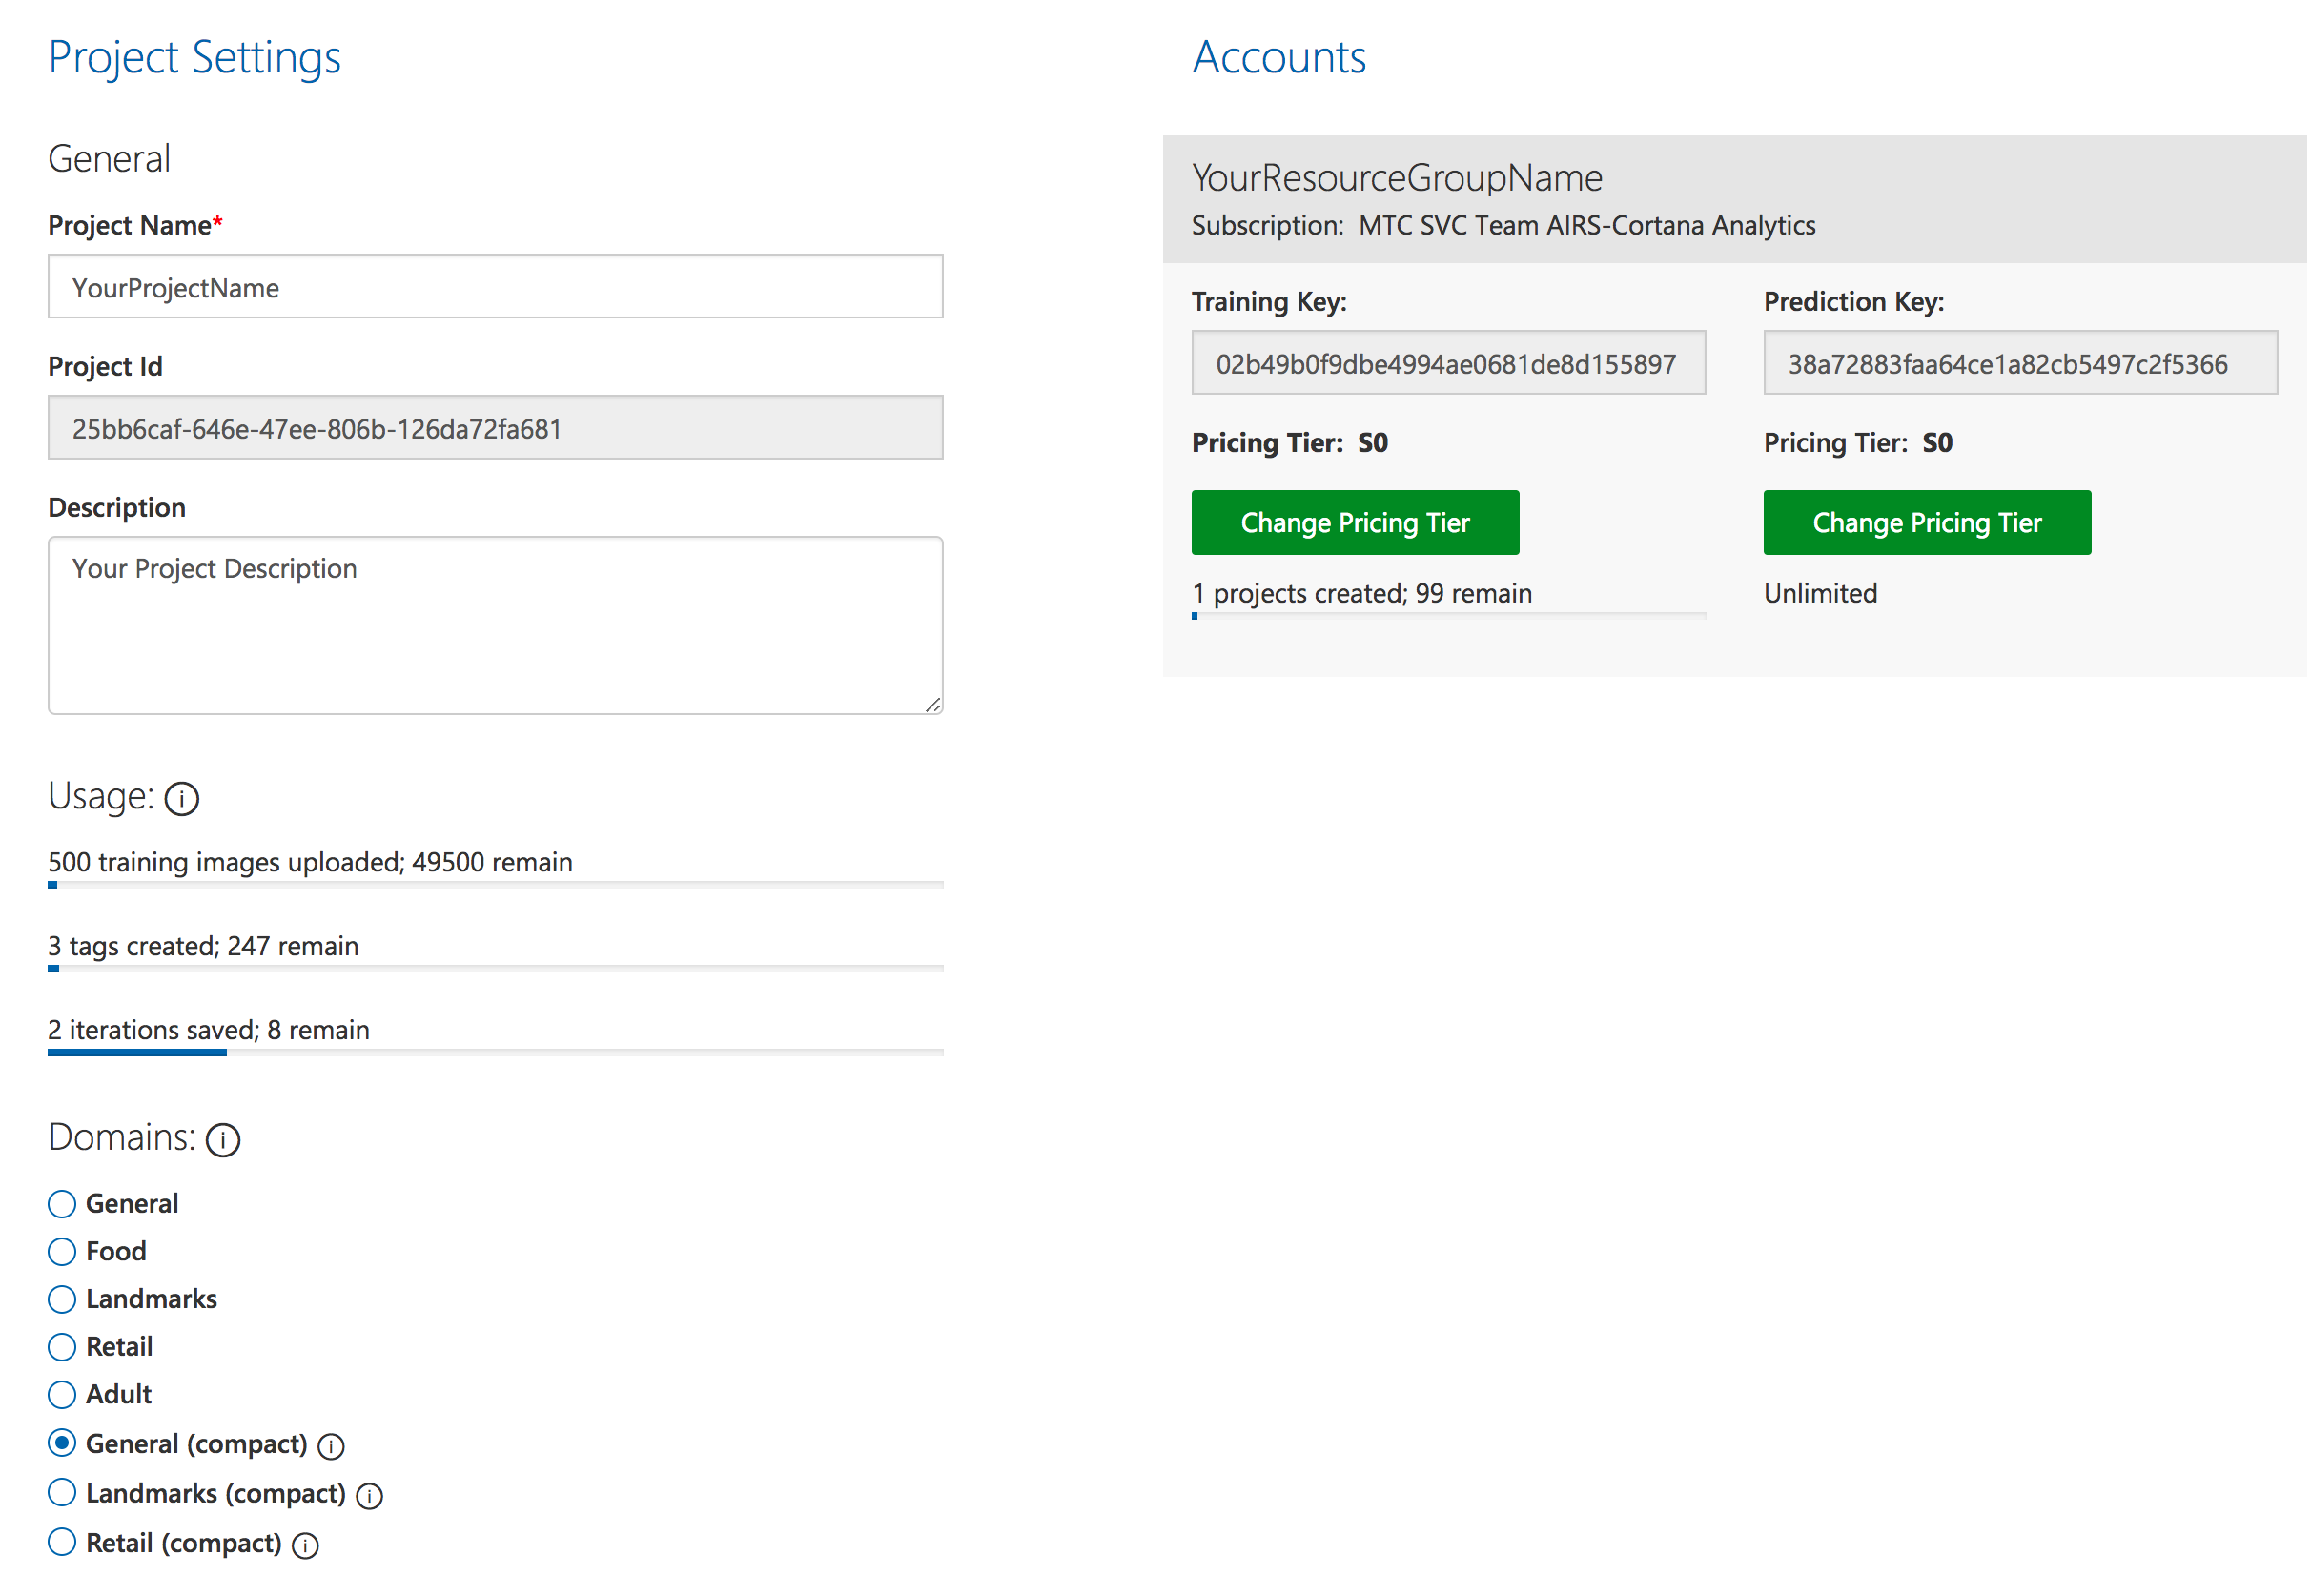 Project Settings
General
Project Name*
YourProjectName
Project Id
25bb6caf-646e-47ee-806b-126da72fa681
Description
Your Project Description
Usage:
500 training images uploaded; 49500 remain
3 tags created; 247 remain
2 iterations saved; 8 remain
Domains:
General
Food
Landmarks
Retail
Adult
General (compact)
Landmarks (compact)
Retail (compact)
Accounts
YourResourceGroupName
Subscription: MTC SVC Team AIRS-Cortana Analytics
Training Key:
02b49b0f9dbe4994ae0681de8d155897
Pricing Tier: S0
Change Pricing Tier
1 projects created; 99 remain
Prediction Key:
38a72883faa64ce1a82cb5497c2f5366
Pricing Tier: S0
Change Pricing Tier
Unlimited